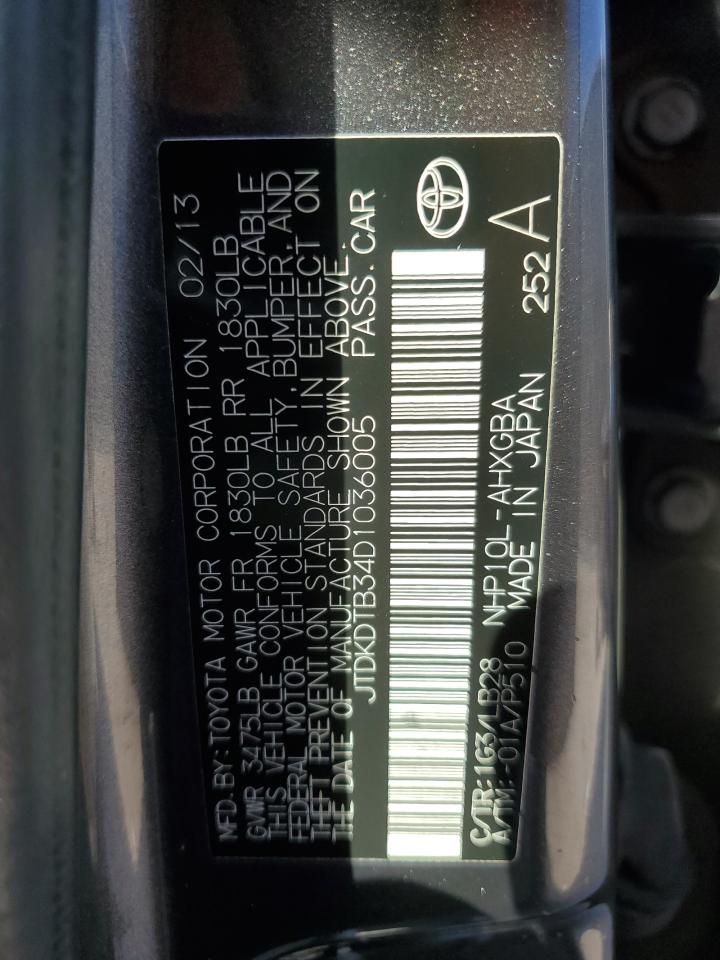 MFD. BY: TOYOTA MOTOR CORPORATION 02/13
GVWR 3475LB GAWR FR 1830LB RR 1830LB
THIS VEHICLE CONFORMS TO ALL APPLICABLE
FEDERAL MOTOR VEHICLE SAFETY, BUMPER, AND
THEFT PREVENTION STANDARDS IN EFFECT ON
THE DATE OF MANUFACTURE SHOWN ABOVE.
JTDKDTB34D1036005 PASS. CAR
C/TR: 1G3/LB28 NHP10L-AHXGBA 252 A
A/TM: -01A/P510 MADE IN JAPAN